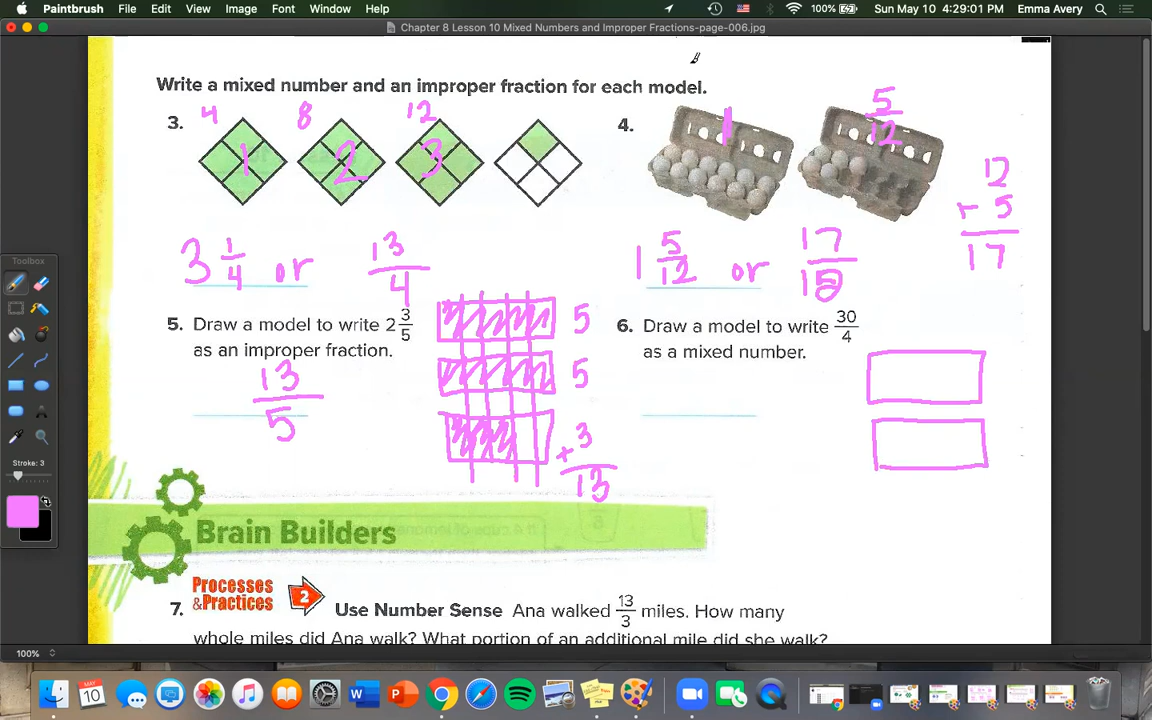 Paintbrush File Edit View Image Font Window Help 100% Sun May 10 4:29:01 PM Emma Avery
Chapter 8 Lesson 10 Mixed Numbers and Improper Fractions-page-006.jpg
Write a mixed number and an improper fraction for each model.
3. 4 8 12
1 2 3
3 1/4 or 13/4
4. 1 5/12
12
+ 5
17
1 5/12 or 17/12
5. Draw a model to write 2 3/5
as an improper fraction.
13/5
5
5
+ 3
13
6. Draw a model to write 30/4
as a mixed number.
Toolbox
Stroke: 3
Brain Builders
Processes
&Practices 2
7. Use Number Sense Ana walked 13/3 miles. How many
whole miles did Ana walk? What portion of an additional mile did she walk?
100%
MAY
10
W P